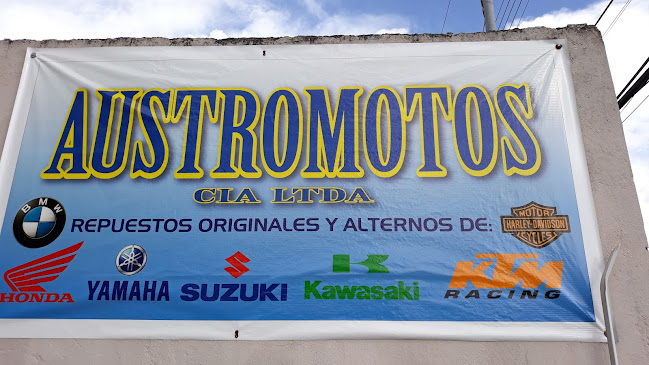 AUSTROMOTOS
CIA LTDA
BMW
REPUESTOS ORIGINALES Y ALTERNOS DE:
MOTOR
HARLEY-DAVIDSON
CYCLES
HONDA
YAMAHA
SUZUKI
Kawasaki
KTM
RACING